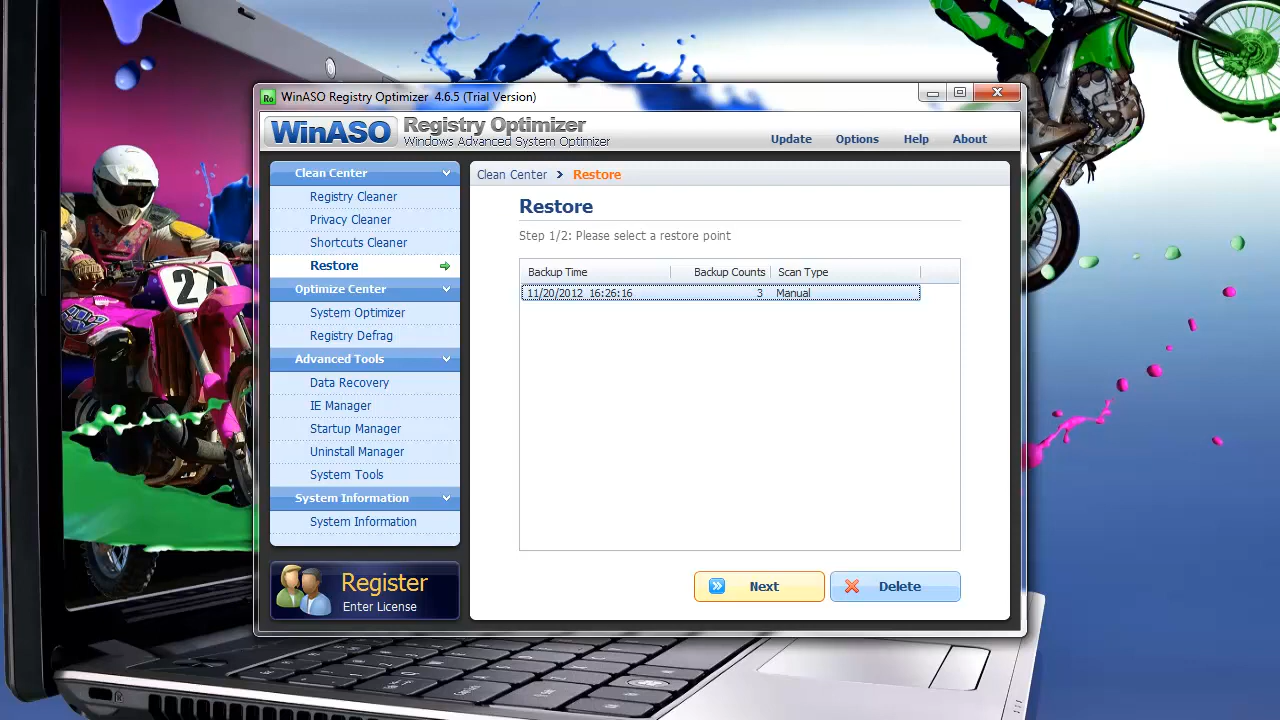 WinASO Registry Optimizer 4.6.5 (Trial Version)
WinASO Registry Optimizer
Windows Advanced System Optimizer
Update Options Help About
Clean Center
Registry Cleaner
Privacy Cleaner
Shortcuts Cleaner
Restore
Optimize Center
System Optimizer
Registry Defrag
Advanced Tools
Data Recovery
IE Manager
Startup Manager
Uninstall Manager
System Tools
System Information
System Information
Register
Enter License
Clean Center > Restore
Restore
Step 1/2: Please select a restore point
Backup Time Backup Counts Scan Type
11/20/2012 16:26:16 3 Manual
Next Delete